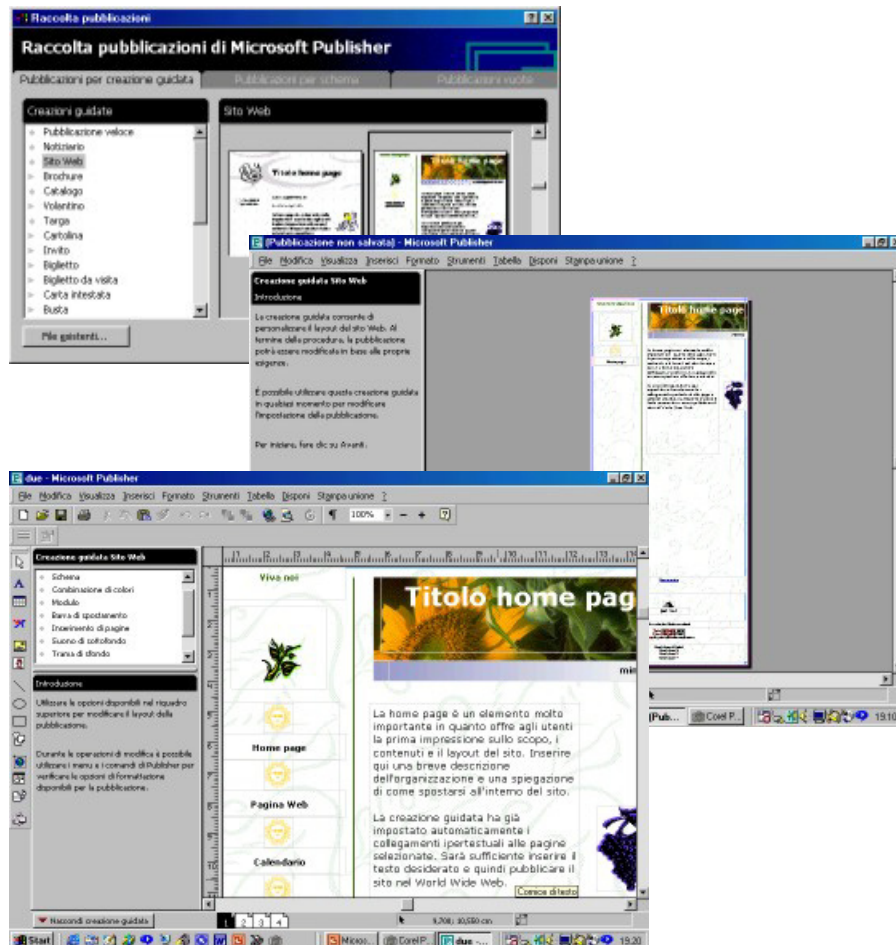 Raccolta pubblicazioni
Raccolta pubblicazioni di Microsoft Publisher
Pubblicazioni per creazione guidata
Pubblicazioni per schema
Pubblicazioni vuote
Creazioni guidate
Pubblicazione veloce
Notiziario
Sito Web
Brochure
Catalogo
Volantino
Targa
Cartolina
Invito
Biglietto
Biglietto da visita
Carta intestata
Busta
File esistenti...
Sito Web
Titolo home page
Titolo home page
(Pubblicazione non salvata) - Microsoft Publisher
File Modifica Visualizza Inserisci Formato Strumenti Tabella Disponi Stampa unione ?
Creazione guidata Sito Web
Introduzione
La creazione guidata consente di
personalizzare il layout del sito Web. Al
termine della procedura, la pubblicazione
potrà essere modificata in base alle proprie
esigenze.
È possibile utilizzare questa creazione guidata
in qualsiasi momento per modificare
l'impostazione della pubblicazione.
Per iniziare, fare clic su Avanti.
Titolo home page
Home page
(Pub...
Corel P...
19.10
due - Microsoft Publisher
File Modifica Visualizza Inserisci Formato Strumenti Tabella Disponi Stampa unione ?
100%
Creazione guidata Sito Web
Schema
Combinazione di colori
Modulo
Barra di spostamento
Inserimento di pagine
Suono di sottofondo
Trama di sfondo
Introduzione
Utilizzare le opzioni disponibili nel riquadro
superiore per modificare il layout della
pubblicazione.
Durante le operazioni di modifica è possibile
utilizzare i menu e i comandi di Publisher per
verificare le opzioni di formattazione
disponibili per la pubblicazione.
Nascondi creazione guidata
Viva noi
Home page
Pagina Web
Calendario
Titolo home pag
La home page è un elemento molto
importante in quanto offre agli utenti
la prima impressione sullo scopo, i
contenuti e il layout del sito. Inserire
qui una breve descrizione
dell'organizzazione e una spiegazione
di come spostarsi all'interno del sito.
La creazione guidata ha già
impostato automaticamente i
collegamenti ipertestuali alle pagine
selezionate. Sarà sufficiente inserire il
testo desiderato e quindi pubblicare il
sito nel World Wide Web.
Cornice di testo
1 2 3 4
9,708; 10,550 cm
Start
Micros...
Corel P...
due -...
19.20